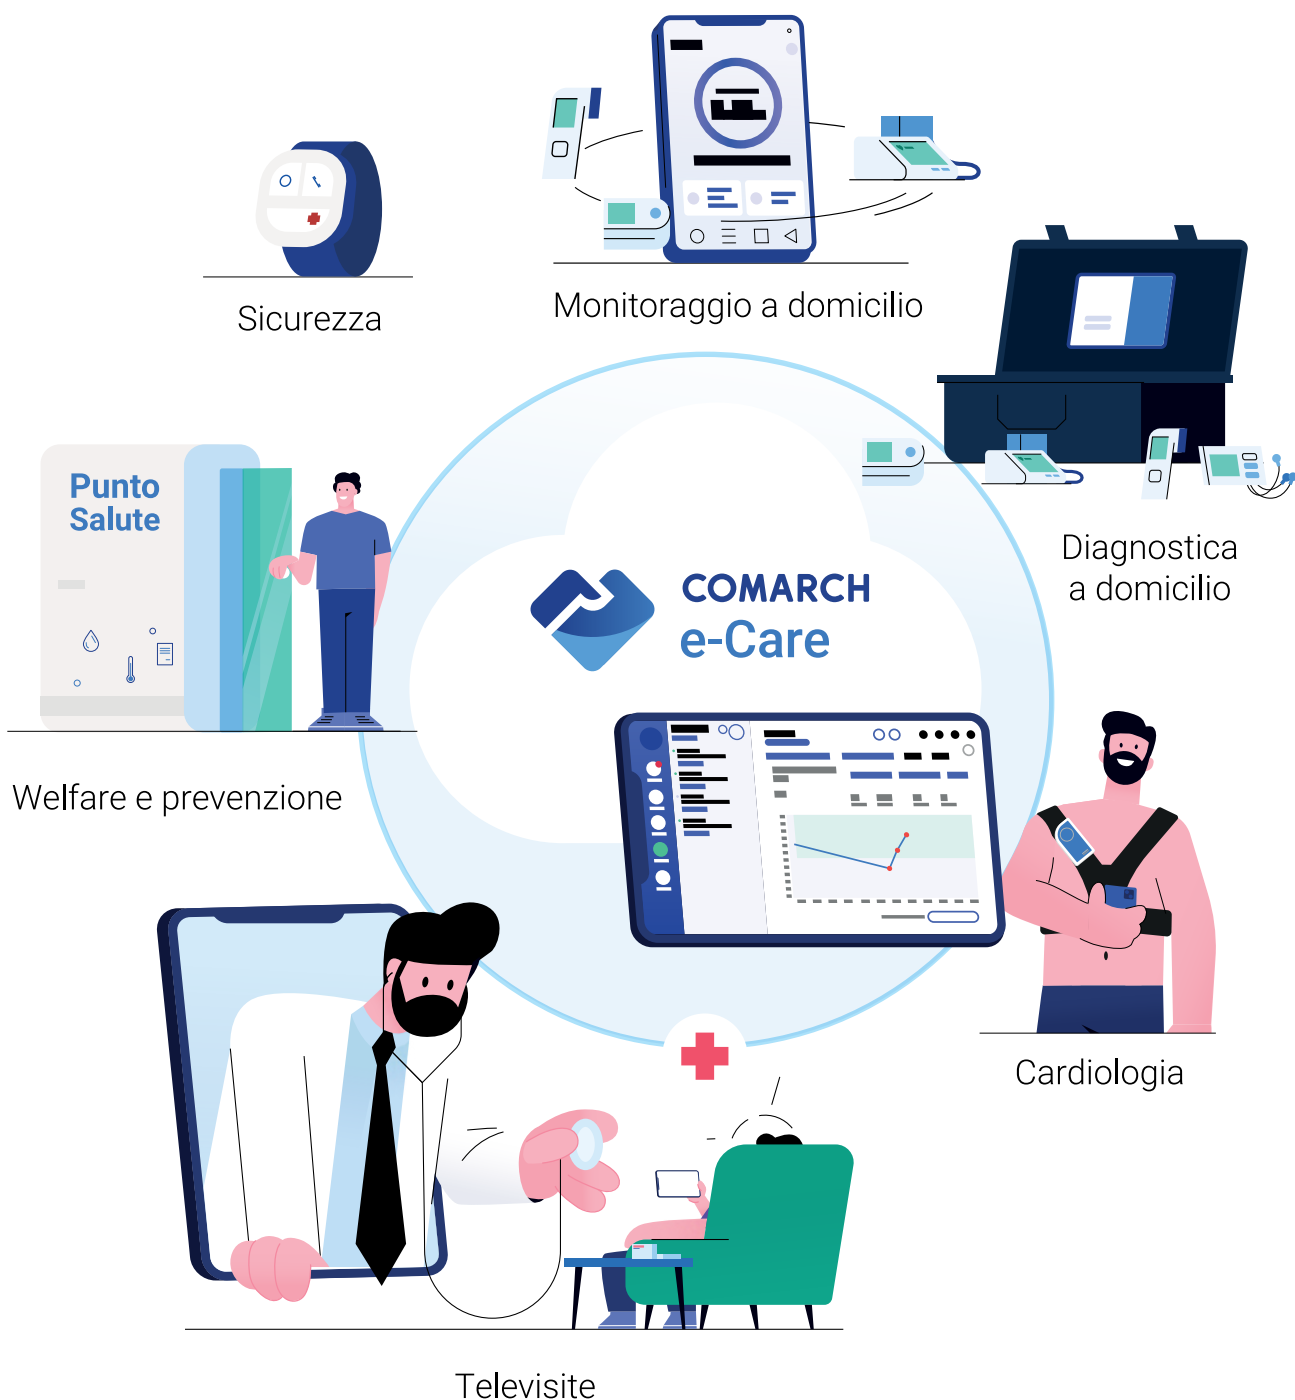 Sicurezza
Monitoraggio a domicilio
Punto
Salute
Diagnostica
a domicilio
COMARCH
e-Care
Welfare e prevenzione
Cardiologia
Televisite